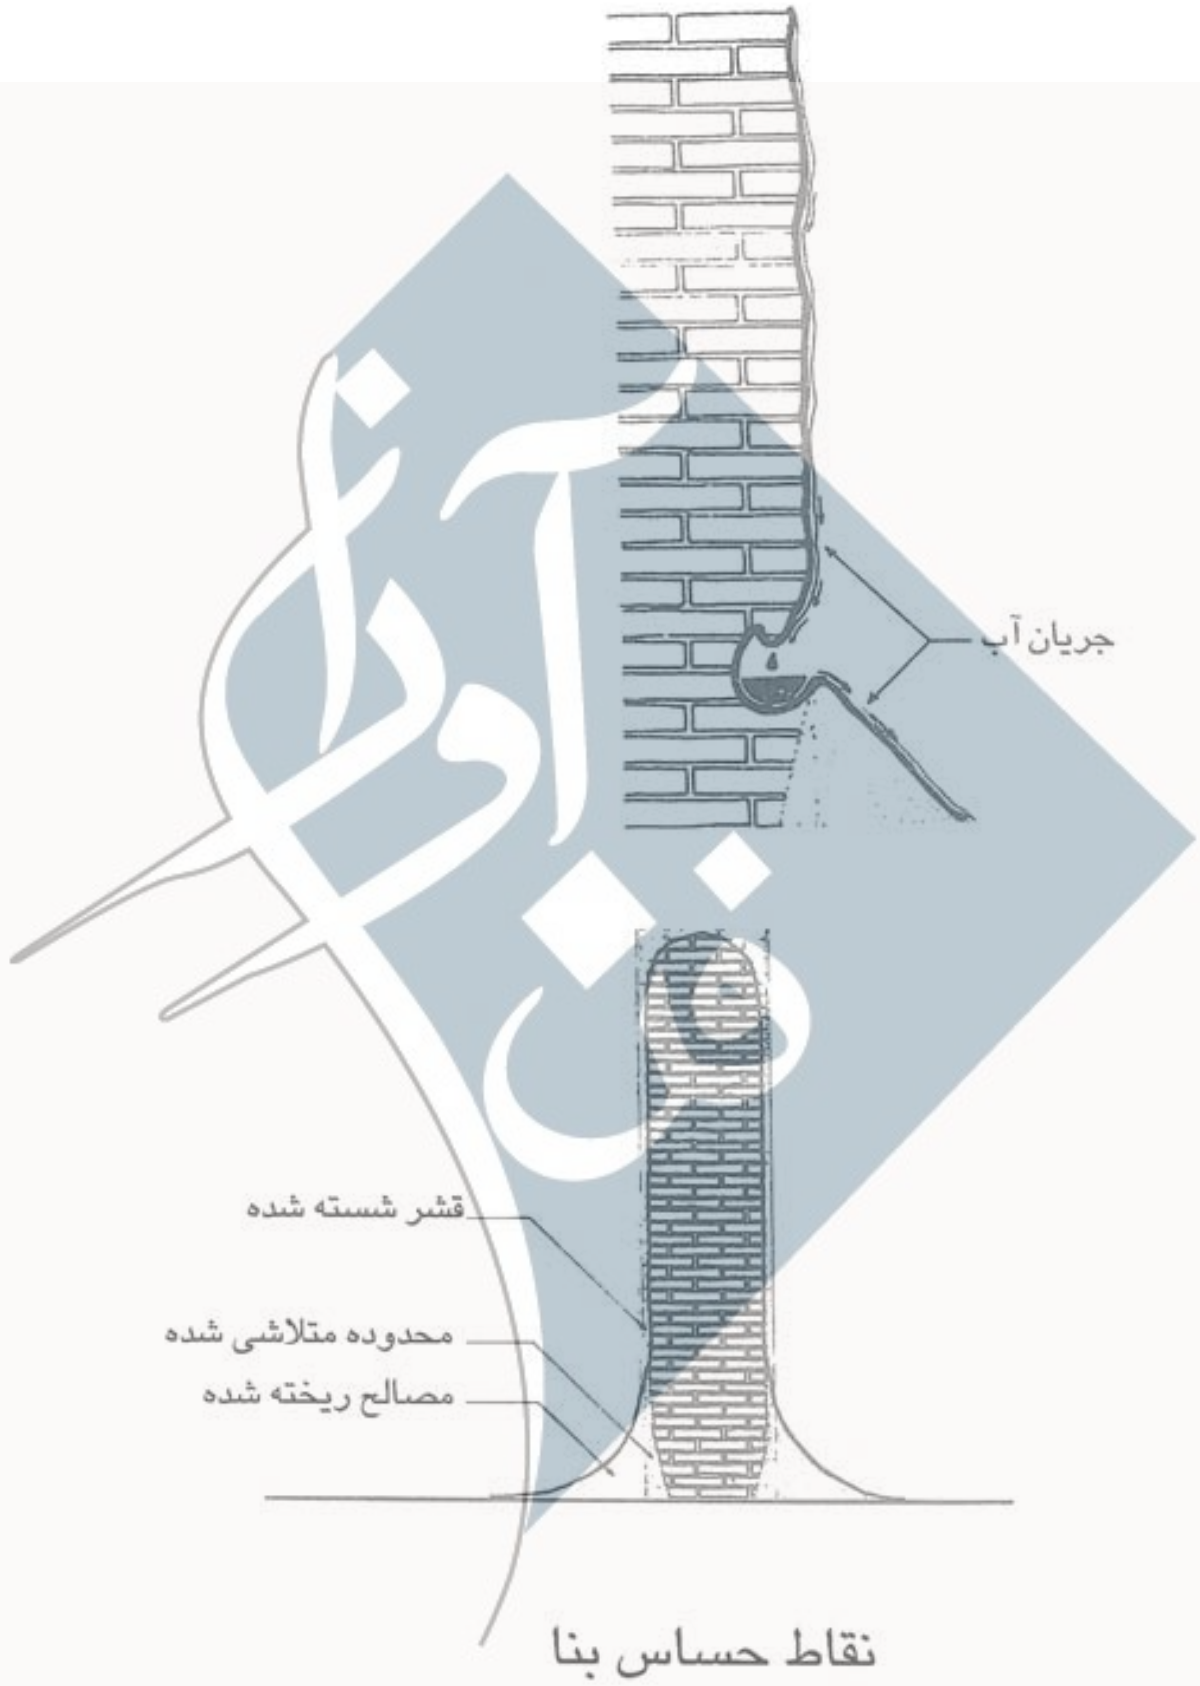 جریان آب
قشر شسته شده
محدوده متلاشی شده
مصالح ریخته شده
نقاط حساس بنا